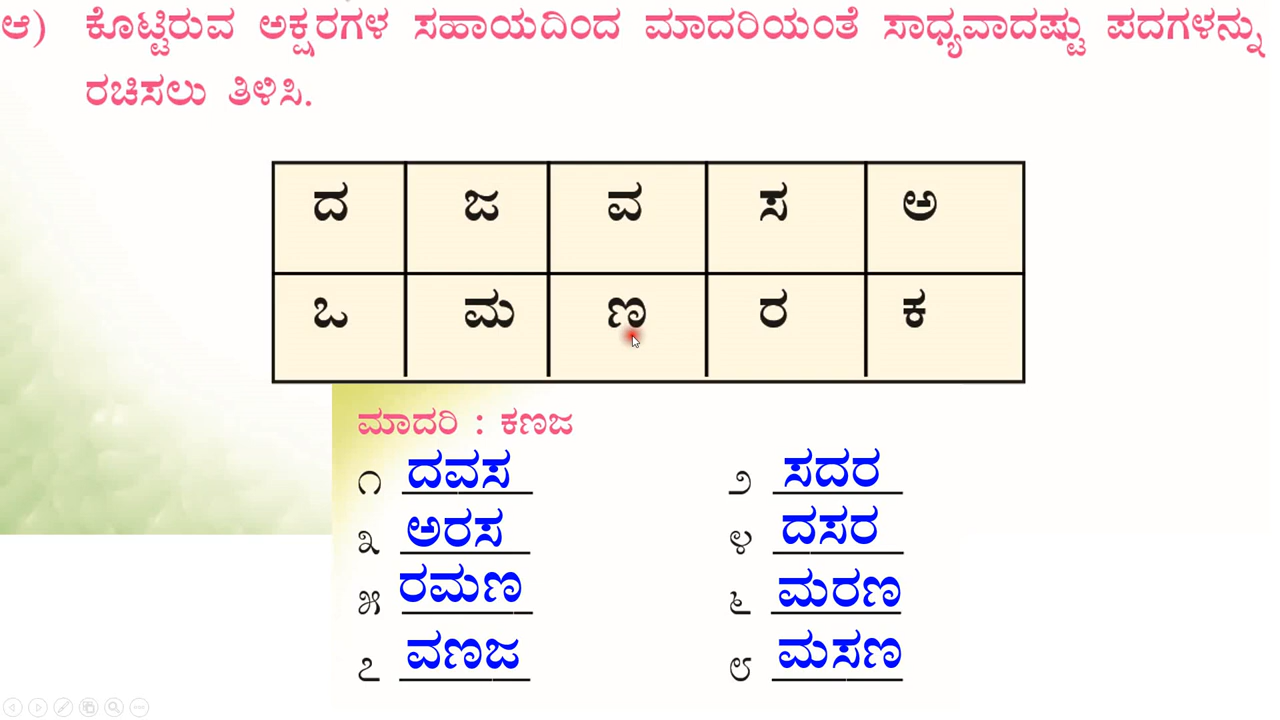 ಆ) ಕೊಟ್ಟಿರುವ ಅಕ್ಷರಗಳ ಸಹಾಯದಿಂದ ಮಾದರಿಯಂತೆ ಸಾಧ್ಯವಾದಷ್ಟು ಪದಗಳನ್ನು
ರಚಿಸಲು ತಿಳಿಸಿ.
ದ ಜ ವ ಸ ಅ
ಒ ಮ ಣ ರ ಕ
ಮಾದರಿ : ಕಣಜ
೧ ದವಸ ೨ ಸದರ
೩ ಅರಸ ೪ ದಸರ
೫ ರಮಣ ೬ ಮರಣ
೭ ವಣಜ ೮ ಮಸಣ